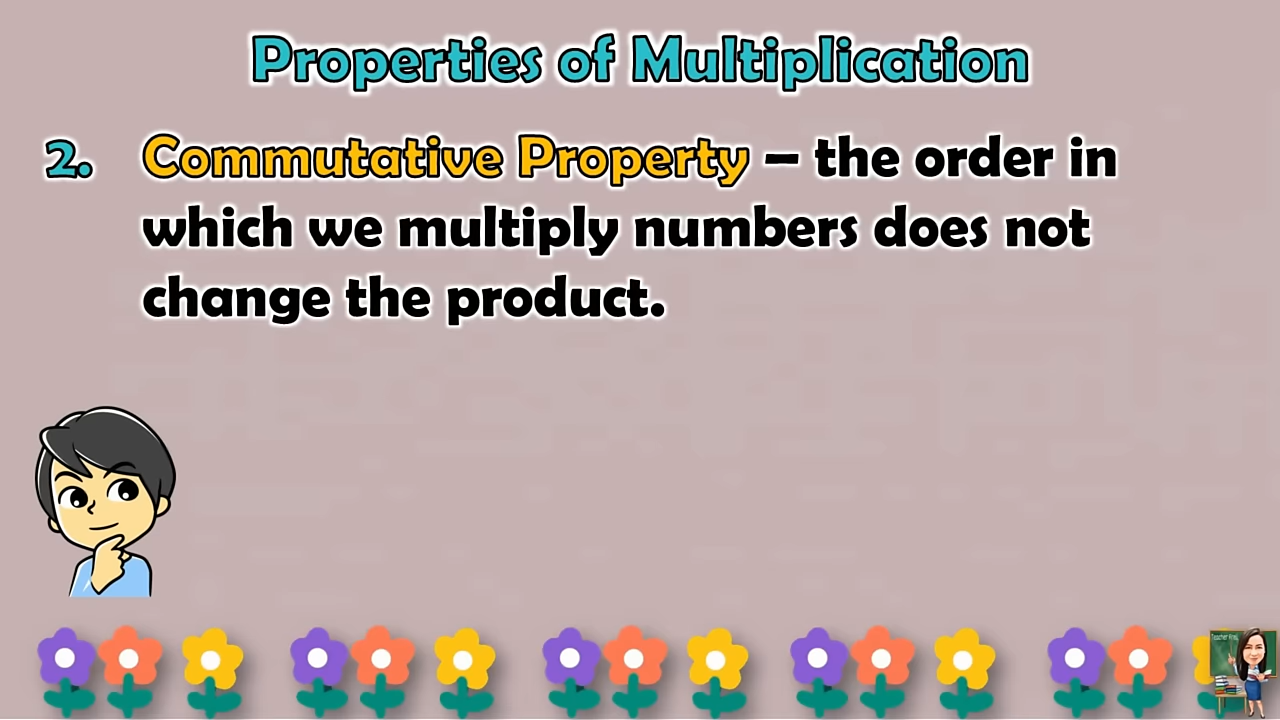 Properties of Multiplication
2. Commutative Property – the order in
which we multiply numbers does not
change the product.